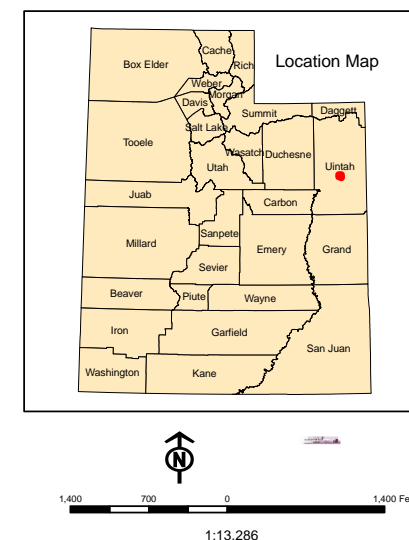 Location Map
Cache
Rich
Box Elder
Weber
Morgan
Davis
Summit
Daggett
Salt Lake
Tooele
Wasatch
Duchesne
Utah
Uintah
Juab
Carbon
Sanpete
Millard
Emery
Grand
Sevier
Beaver
Piute
Wayne
Iron
Garfield
San Juan
Washington
Kane
N
1,400 700 0 1,400 Fe
1:13,286